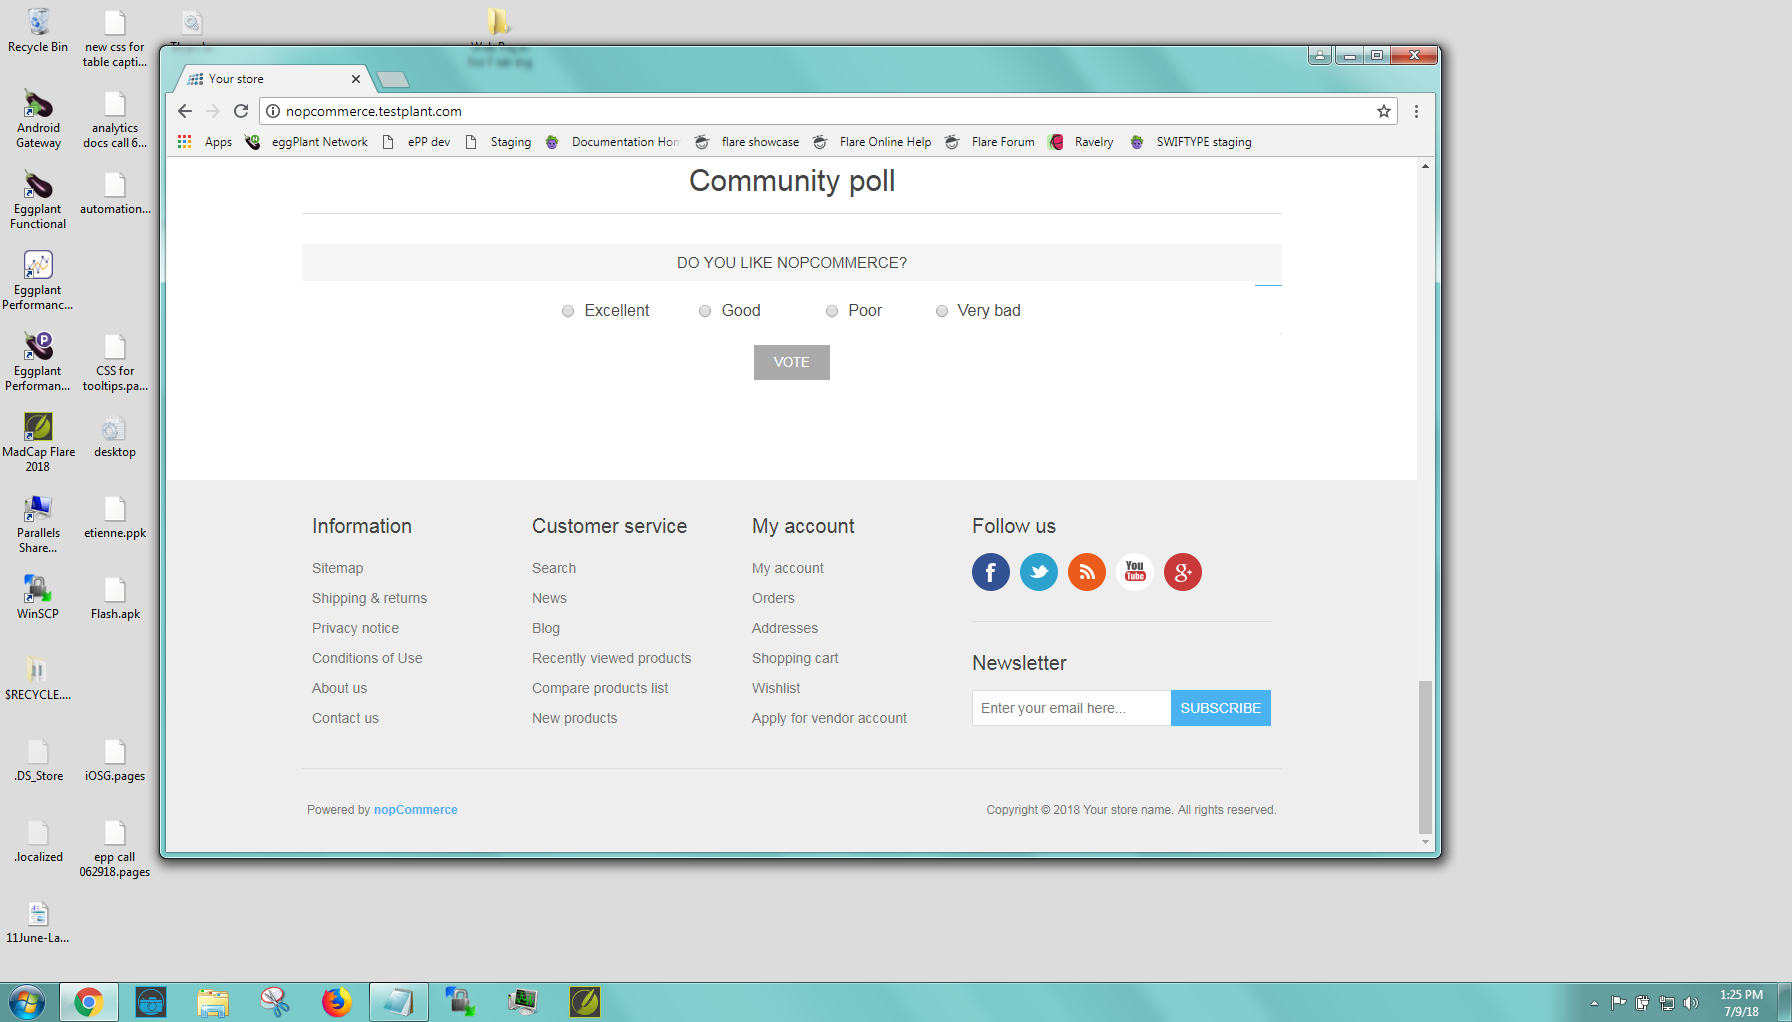 Recycle Bin
new css for
table capti...
Android
Gateway
analytics
docs call 6...
Eggplant
Functional
automation...
Eggplant
Performanc...
Eggplant
Performan...
CSS for
tooltips.pa...
MadCap Flare
2018
desktop
Parallels
Share...
etienne.ppk
WinSCP
Flash.apk
$RECYCLE....
.DS_Store
iOSG.pages
.localized
epp call
062918.pages
11June-La...
Your store
nopcommerce.testplant.com
Apps
eggPlant Network
ePP dev
Staging
Documentation Hom
flare showcase
Flare Online Help
Flare Forum
Ravelry
SWIFTYPE staging
Community poll
DO YOU LIKE NOPCOMMERCE?
Excellent
Good
Poor
Very bad
VOTE
Information
Sitemap
Shipping & returns
Privacy notice
Conditions of Use
About us
Contact us
Customer service
Search
News
Blog
Recently viewed products
Compare products list
New products
My account
My account
Orders
Addresses
Shopping cart
Wishlist
Apply for vendor account
Follow us
You
Tube
Newsletter
Enter your email here...
SUBSCRIBE
Powered by nopCommerce
Copyright © 2018 Your store name. All rights reserved.
1:25 PM
7/9/18